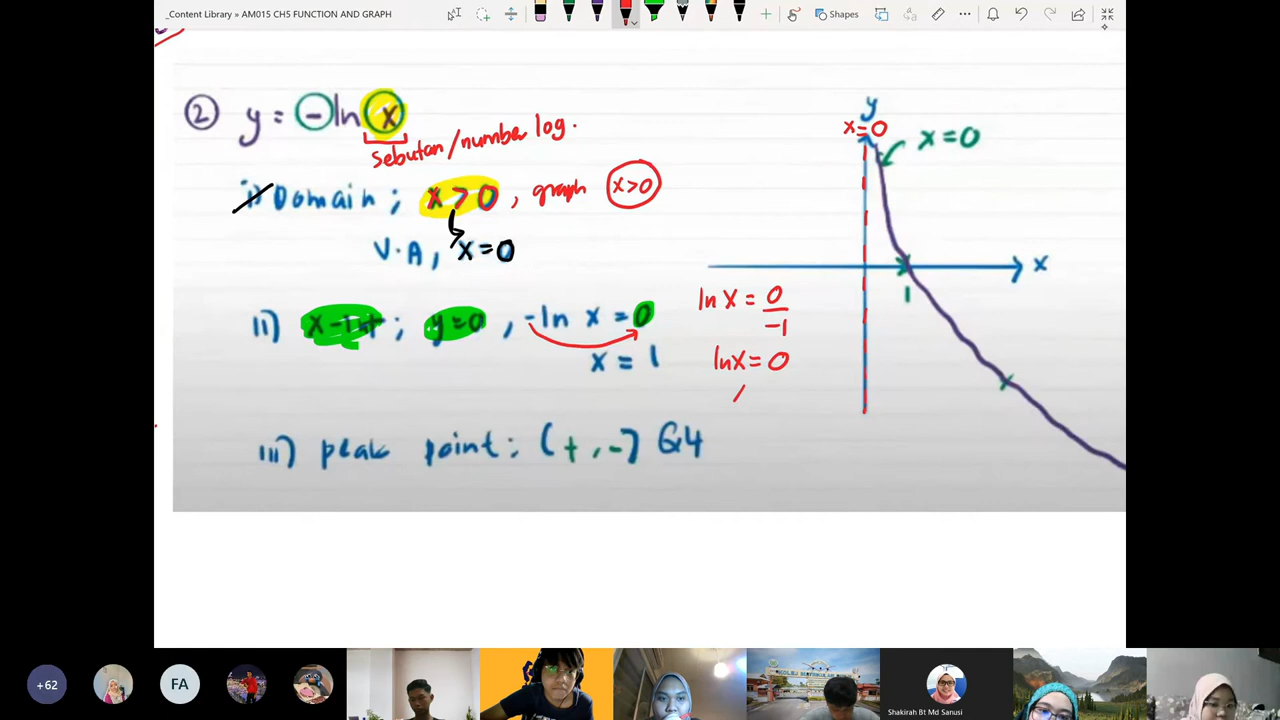 _Content Library » AM015 CH5 FUNCTION AND GRAPH
Shapes
② y = -ln x
sebutan/number log.
i) Domain ; x > 0 , graph x>0
V.A , x=0
ii) x-int ; y=0 , -ln x = 0
x = 1
ln x = 0/-1
ln x = 0
iii) peak point : (+ , -) Q4
y
x=0
x=0
x
1
+62
FA
Shakirah Bt Md Sanusi